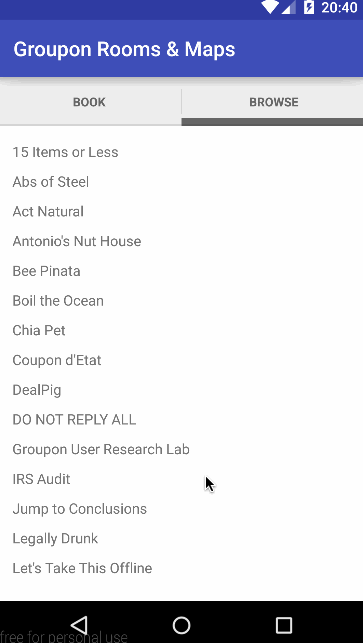 20:40
Groupon Rooms & Maps
BOOK BROWSE
15 Items or Less
Abs of Steel
Act Natural
Antonio's Nut House
Bee Pinata
Boil the Ocean
Chia Pet
Coupon d'Etat
DealPig
DO NOT REPLY ALL
Groupon User Research Lab
IRS Audit
Jump to Conclusions
Legally Drunk
Let's Take This Offline
free for personal use